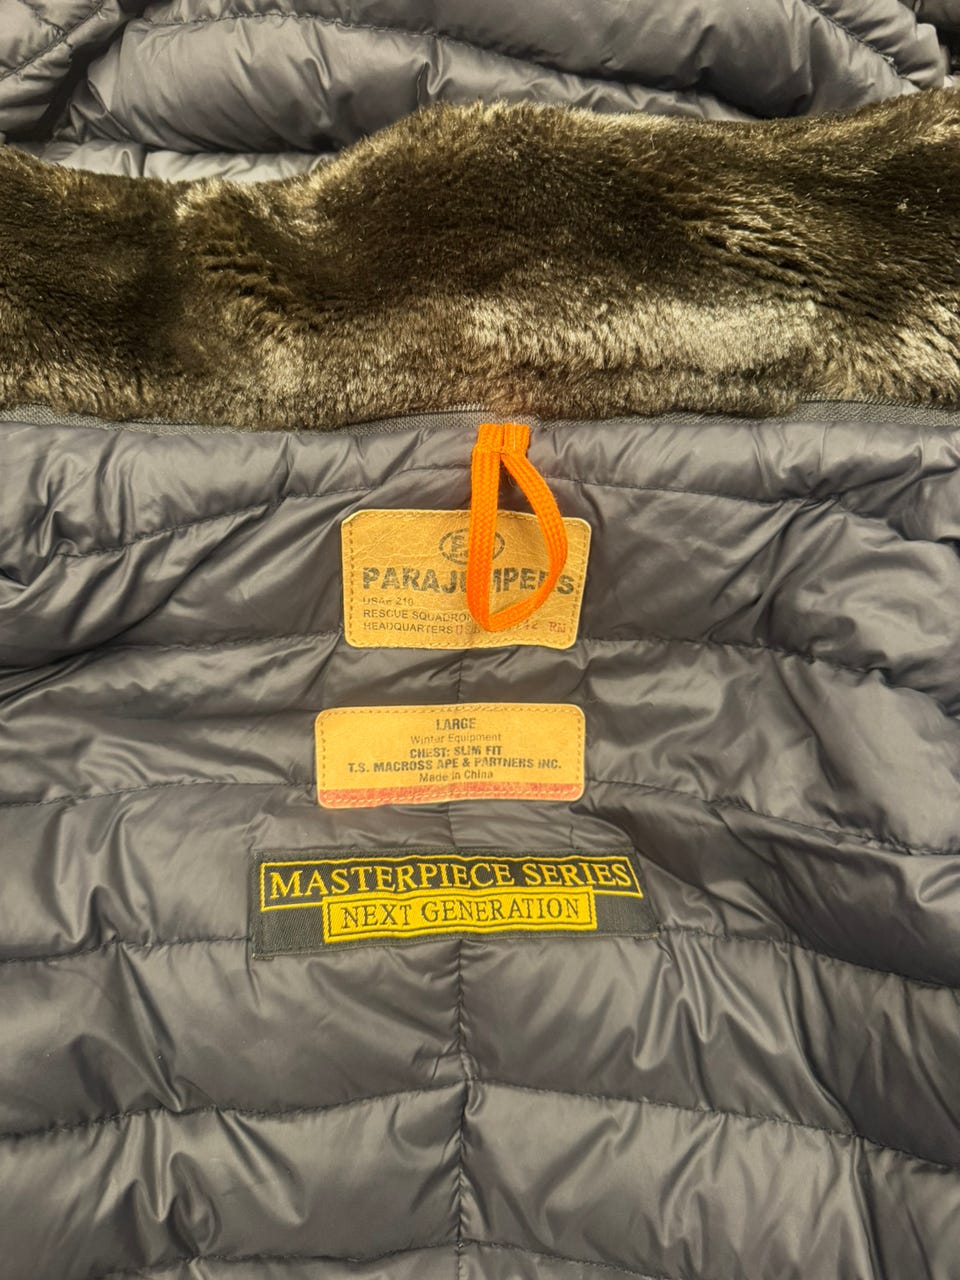 PARAJUMPERS
USAF 210
RESCUE SQUADRON
HEADQUARTERS
LARGE
Winter Equipment
CHEST: SLIM FIT
T.S. MACROSS APE & PARTNERS INC.
Made in China
MASTERPIECE SERIES
NEXT GENERATION